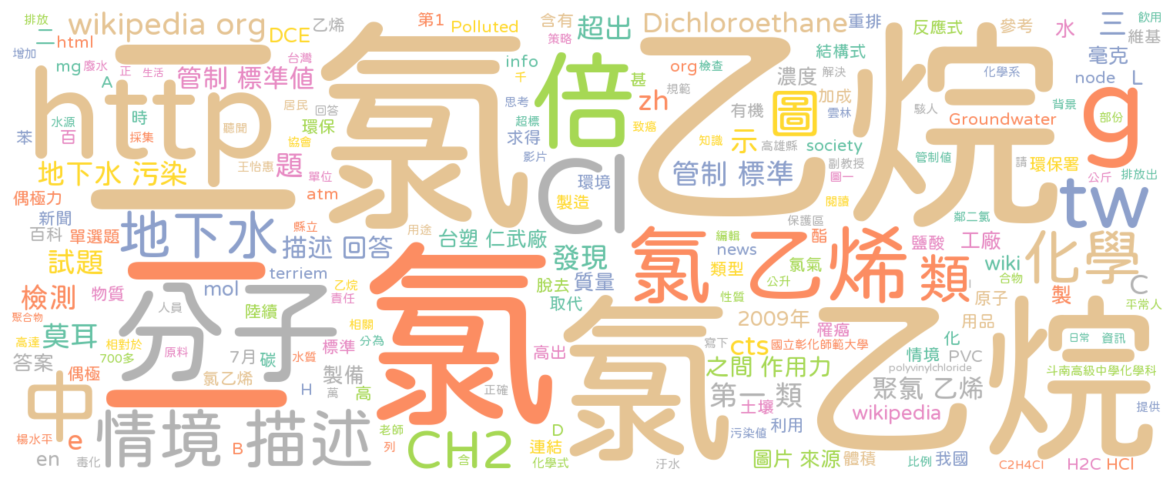 排放 wikipedia org DCE 乙烯 第1 Polluted 含有 策略 超出 Dichloroethane 重排 反應式 參考 水 三 飲用 維基
增加 二 html 台灣 info 千 甚 org 檢查 濃度 解決 結構式 化學系 毫克
mg 廢水 正 生活 管制 標準值 二氯乙烷 倍 zh 規範 有機 加成 駭人 node L
http A 居民 回答 思考 超標 圖 雲林 背景 g
苯 水源 百 時 採集 聽聞 環保 協會 求得 致癌 知識 示 高雄縣 society Groundwater 部份
地下水 污染 題 王怡惠 單位 影片 Cl 環境 管制 標準 副教授 圖一 管制值 請 環保署 公斤 排放出
偶極力 新聞 地下水 atm 縣立 製造 閱讀 保護區 鄰二氯 tw
百科 單選題 描述 回答 用途 台塑 仁武廠 發現 編輯 酯 鹽酸 工廠 化學
試題 terriem 脫去 質量 氯乙烯 news 類型 氯氣 類 wiki 合物 C
檢測 物質 mol 乙烷 責任 三氯 取代 性質 公升 l 原子 製 平常人
聚合物 分子 人員 陸續 相關 二氯乙烷 2009年 用品
高達 莫耳 相對於 原料 標準 分為 高出 罹癌 化 日常 資訊
答案 700多 偶極 7月 碳 水質 cts 國立彰化師範大學 情境 PVC
中 氯乙烯 製備 寫下 之間 作用力 polyvinylchloride 斗南高級中學化學科
H 萬 高 正確 第一 類 聚氯 乙烯
楊水平 e 情境 描述 老師 列 CH2 D 連結 土壤 利用 wikipedia 提供
en 毒化 B 含 化學式 汙水 污染值 圖片 來源 體積 比例 我國 C2H4Cl H2C HCl